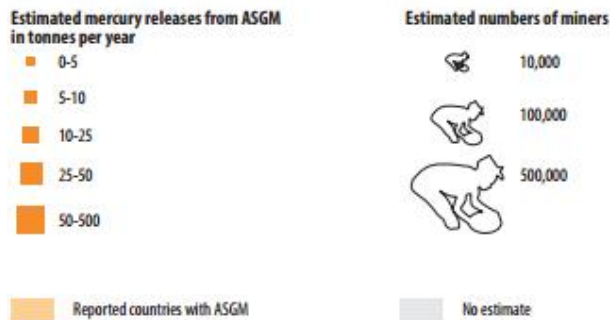 Estimated mercury releases from ASGM
in tonnes per year
0-5
5-10
10-25
25-50
50-500
Estimated numbers of miners
10,000
100,000
500,000
Reported countries with ASGM
No estimate